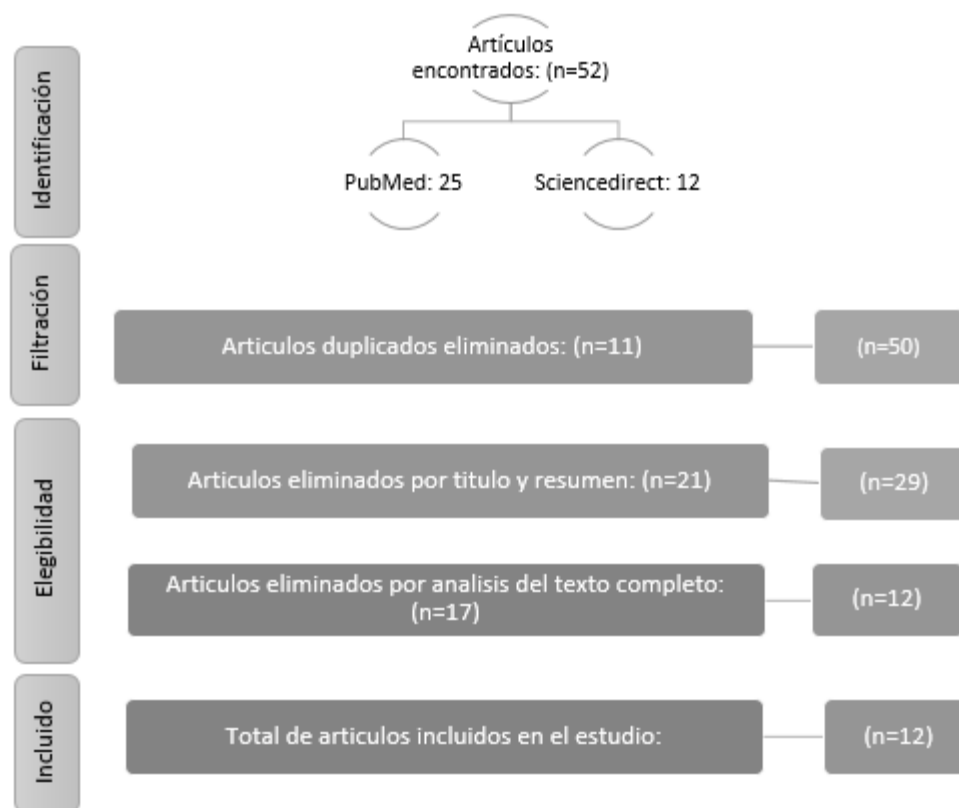 Identificación
Artículos
encontrados: (n=52)
PubMed: 25
Sciencedirect: 12
Filtración
Articulos duplicados eliminados: (n=11)
(n=50)
Elegibilidad
Articulos eliminados por titulo y resumen: (n=21)
(n=29)
Articulos eliminados por analisis del texto completo:
(n=17)
(n=12)
Incluido
Total de articulos incluidos en el estudio:
(n=12)